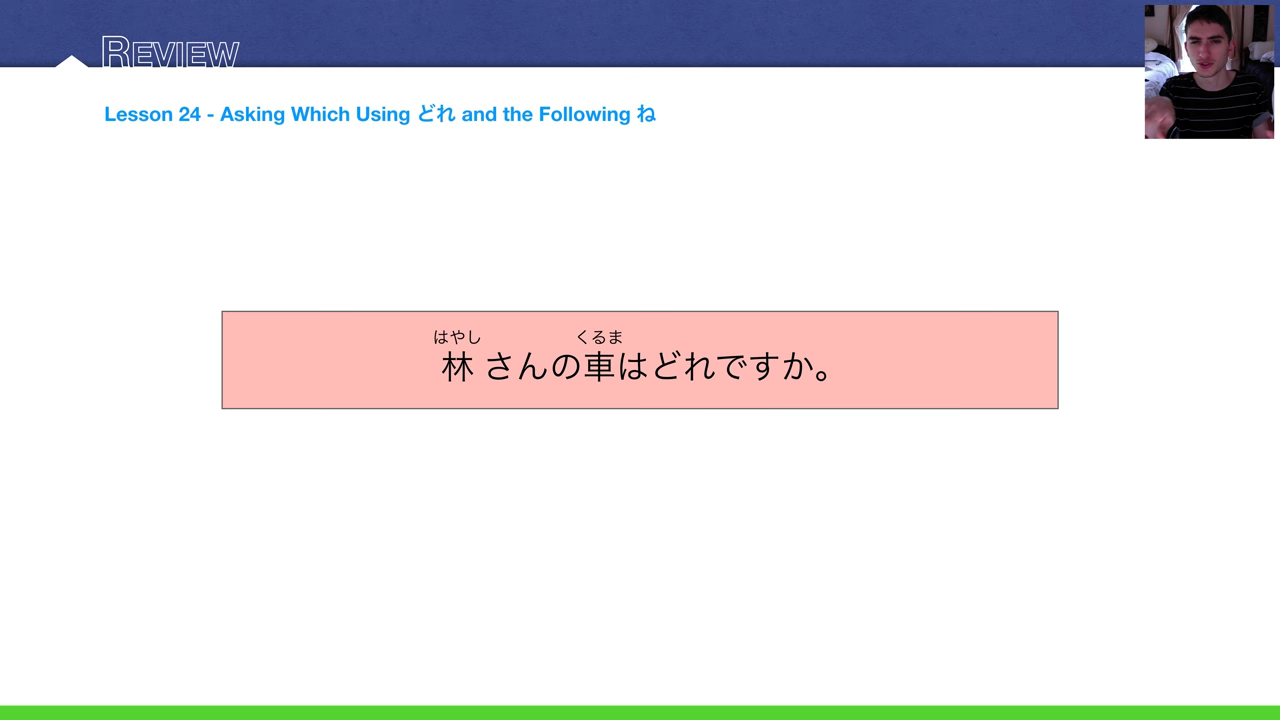 REVIEW
Lesson 24 - Asking Which Using どれ and the Following ね
はやし くるま
林 さんの車はどれですか。